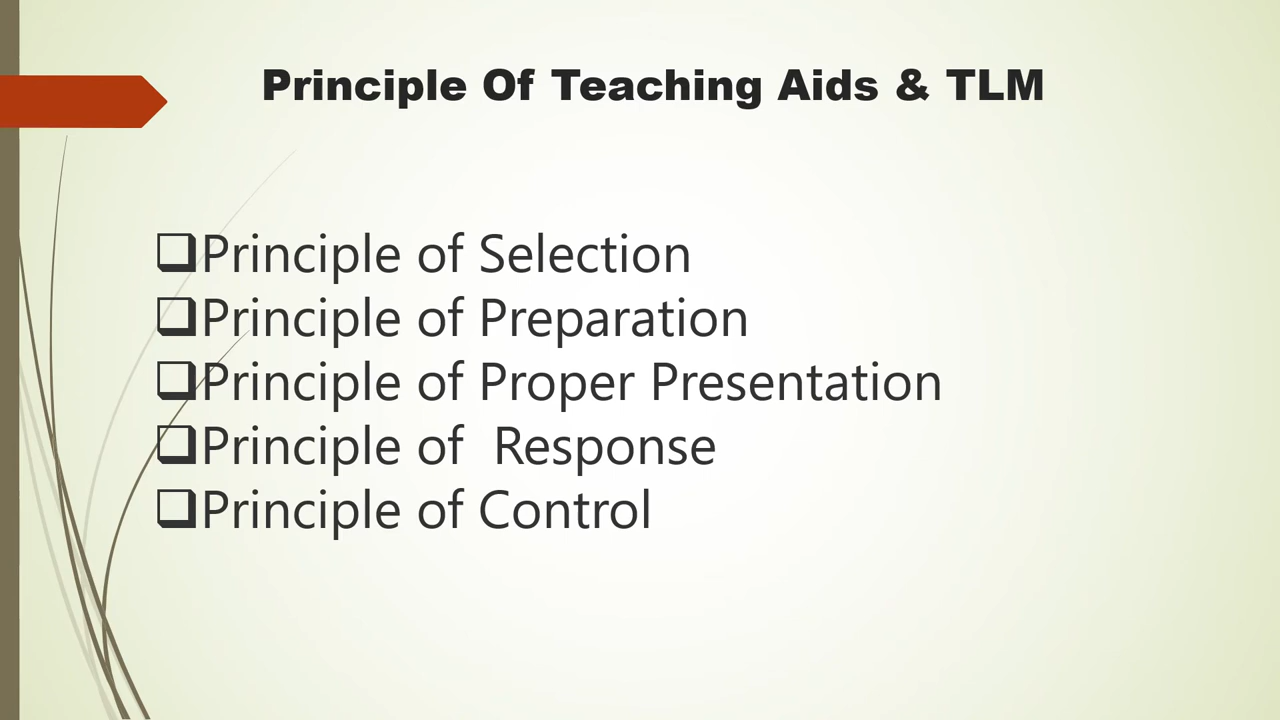 Principle Of Teaching Aids & TLM
❑Principle of Selection
❑Principle of Preparation
❑Principle of Proper Presentation
❑Principle of  Response
❑Principle of Control